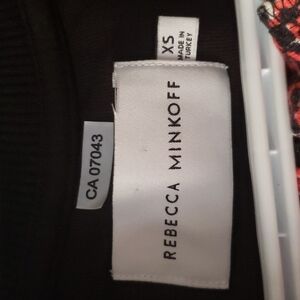 XS
MADE IN
TURKEY
REBECCA MINKOFF
CA 07043